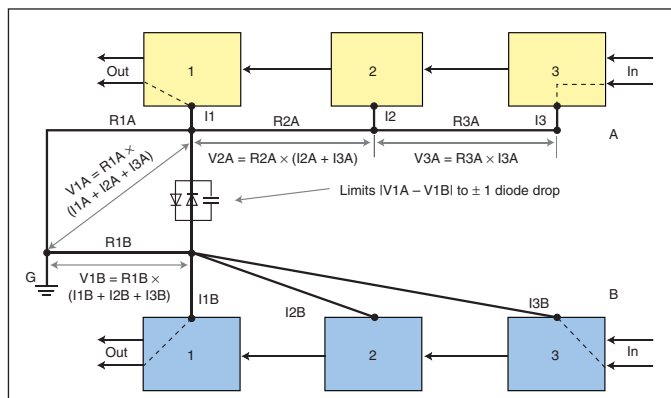 1
2
3
Out
In
I1
I2
I3
R1A
R2A
R3A
A
V1A = R1A ×
(I1A + I2A + I3A)
V2A = R2A × (I2A + I3A)
V3A = R3A × I3A
Limits |V1A – V1B| to ± 1 diode drop
R1B
G
V1B = R1B ×
(I1B + I2B + I3B)
I1B
I2B
I3B
B
Out
1
2
3
In